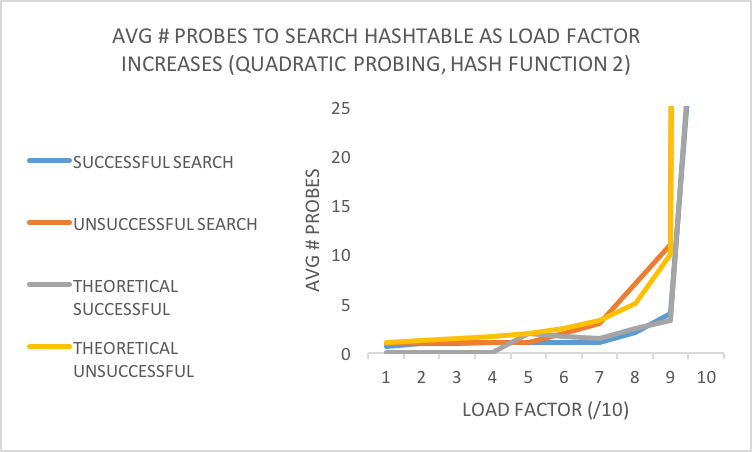 AVG # PROBES TO SEARCH HASHTABLE AS LOAD FACTOR
INCREASES (QUADRATIC PROBING, HASH FUNCTION 2)
SUCCESSFUL SEARCH
UNSUCCESSFUL SEARCH
THEORETICAL
SUCCESSFUL
THEORETICAL
UNSUCCESSFUL
AVG # PROBES
25
20
15
10
5
0
1 2 3 4 5 6 7 8 9 10
LOAD FACTOR (/10)